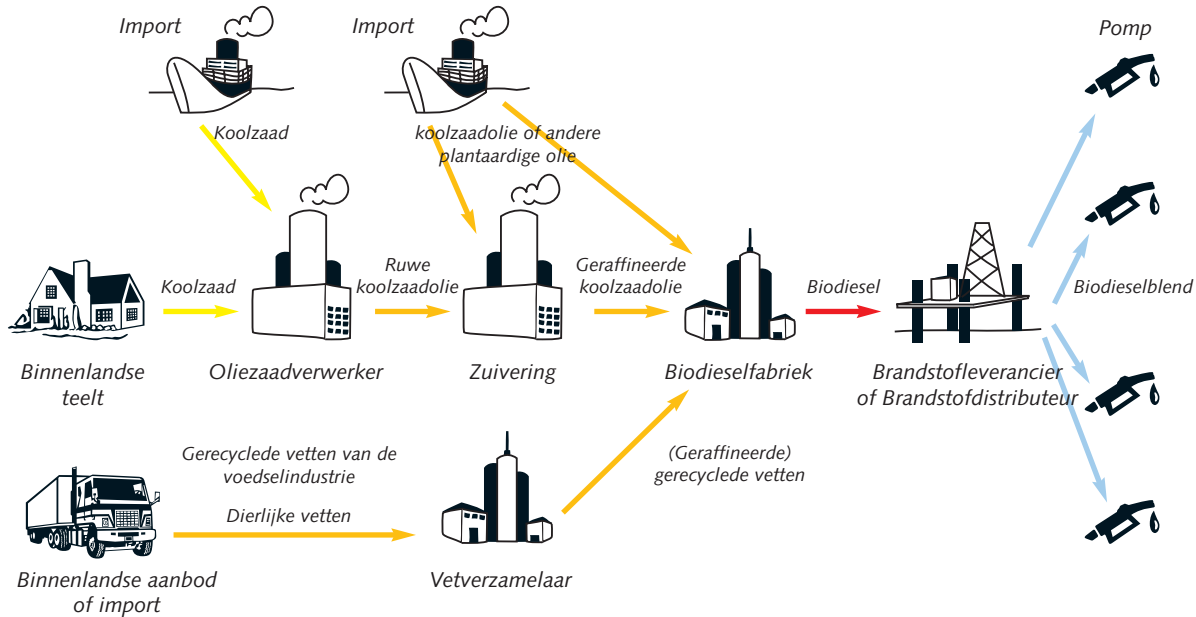 Import
Import
Pomp
Koolzaad
koolzaadolie of andere
plantaardige olie
Koolzaad
Ruwe
koolzaadolie
Geraffineerde
koolzaadolie
Biodiesel
Biodieselblend
Binnenlandse
teelt
Oliezaadverwerker
Zuivering
Biodieselfabriek
Brandstofleverancier
of Brandstofdistributeur
Gerecyclede vetten van de
voedselindustrie
Dierlijke vetten
(Geraffineerde)
gerecyclede vetten
Binnenlandse aanbod
of import
Vetverzamelaar